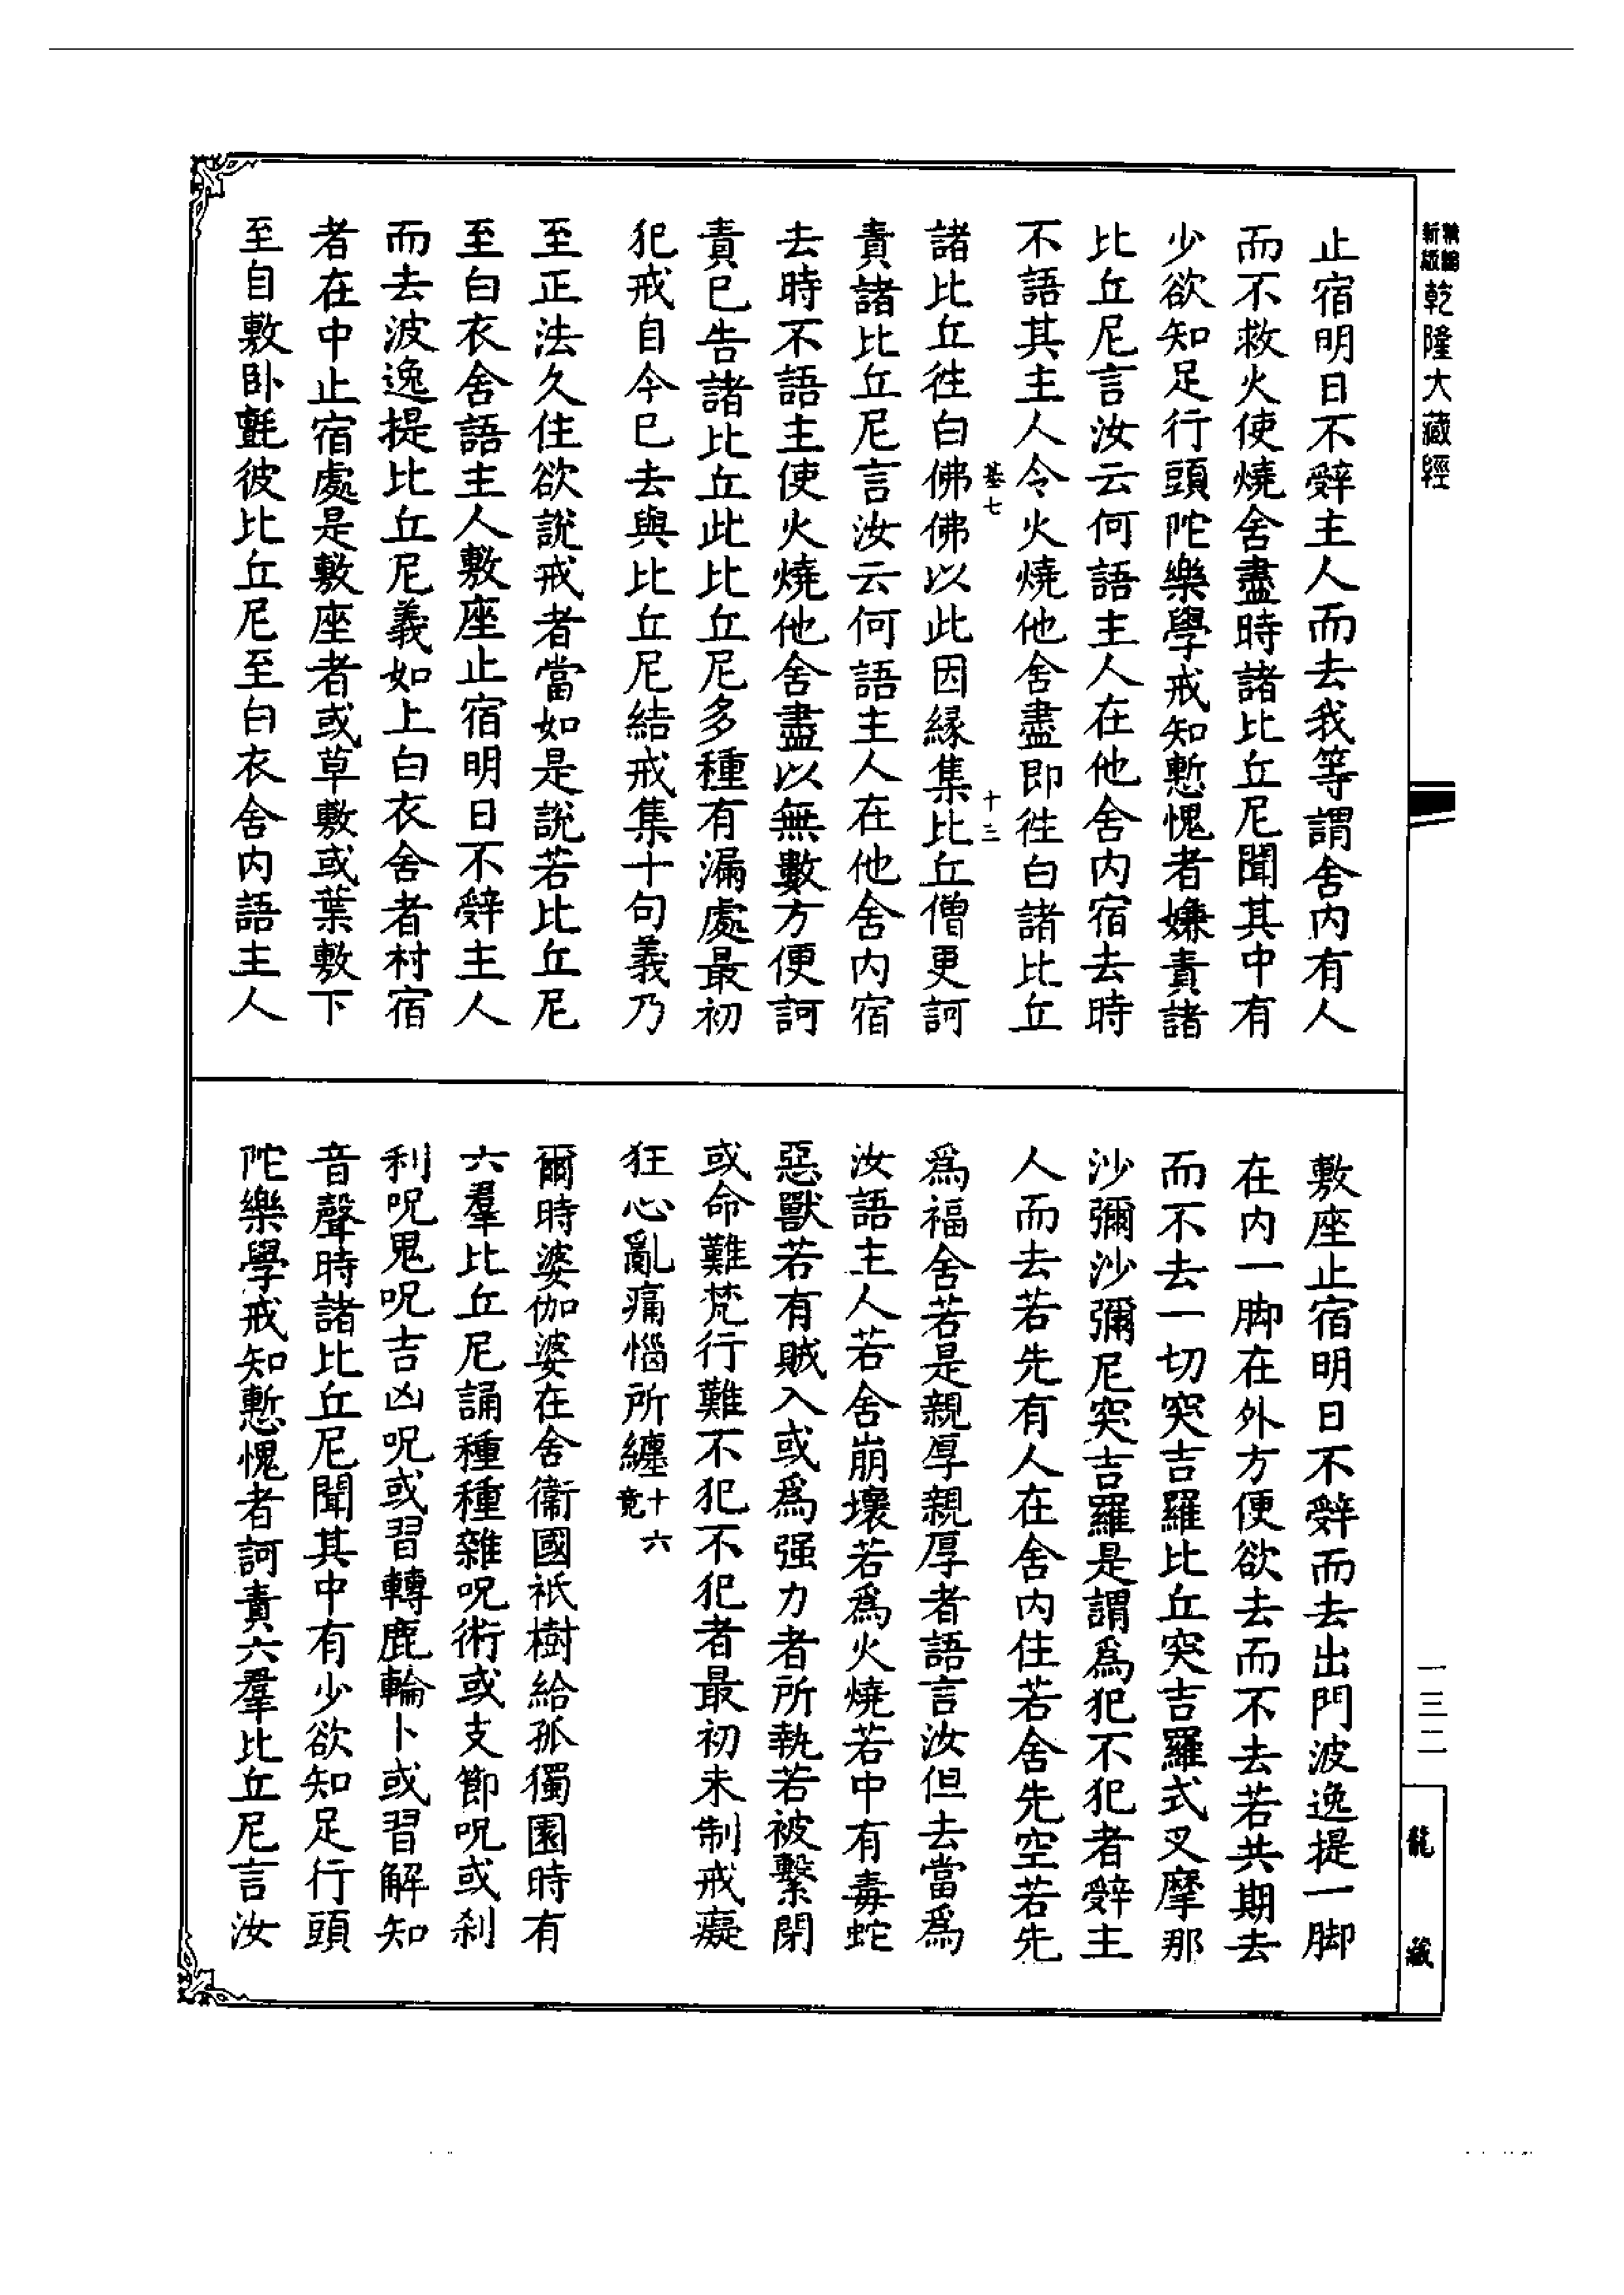 精編新版乾隆大藏經
止宿明日不辤主人而去我等謂舍内有人
而不救火使燒舍盡時諸比丘尼聞其中有
少欲知足行頭陀樂學戒知慙愧者嫌責諸
比丘尼言汝云何語主人在他舍内宿去時
不語其主人令火燒他舍盡即徃白諸比丘
諸比丘徃白佛佛以此因緣集比丘僧更訶
責諸比丘尼言汝云何語主人在他舍内宿
去時不語主使火燒他舍盡以無數方便訶
責已告諸比丘此比丘尼多種有漏處最初
犯戒自今已去與比丘尼結戒集十句義乃
至正法久住欲說戒者當如是說若比丘尼
至白衣舍語主人敷座止宿明日不辤主人
而去波逸提比丘尼義如上白衣舍者村宿
者在中止宿處是敷座者或草敷或葉敷下
至自敷卧氈彼比丘尼至白衣舍内語主人
基七
十三
敷座止宿明日不辤而去出門波逸提一脚
在内一脚在外方便欲去而不去若共期去
而不去一切突吉羅比丘突吉羅式叉摩那
沙彌沙彌尼突吉羅是謂爲犯不犯者辤主
人而去若先有人在舍内住若舍先空若先
爲福舍若是親厚親厚者語言汝但去當爲
汝語主人若舍崩壞若爲火燒若中有毒蛇
惡獸若有賊入或爲强力者所執若被繫閉
或命難梵行難不犯不犯者最初未制戒癡
狂心亂痛惱所纏十六竟
爾時婆伽婆在舍衞國祇樹給孤獨園時有
六羣比丘尼誦種種雜呪術或支節呪或刹
利呪鬼呪吉凶呪或習轉鹿輪卜或習解知
音聲時諸比丘尼聞其中有少欲知足行頭
陀樂學戒知慙愧者訶責六羣比丘尼言汝
一三二
龍藏